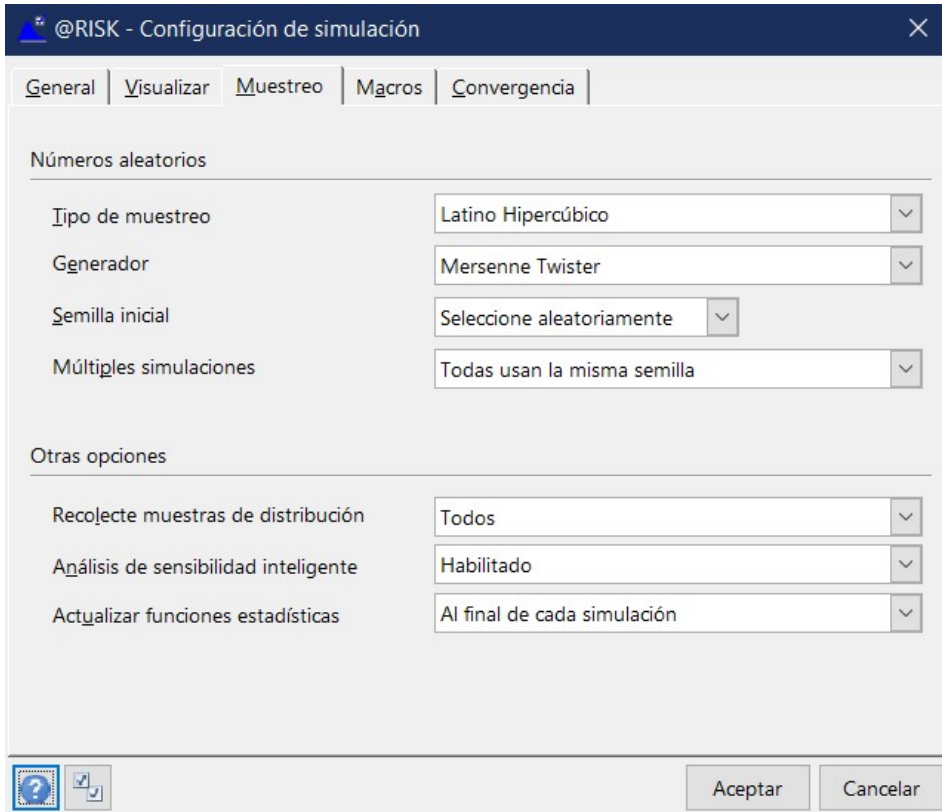 @RISK - Configuración de simulación
General Visualizar Muestreo Macros Convergencia
Números aleatorios
Tipo de muestreo Latino Hipercúbico
Generador Mersenne Twister
Semilla inicial Seleccione aleatoriamente
Múltiples simulaciones Todas usan la misma semilla
Otras opciones
Recolecte muestras de distribución Todos
Análisis de sensibilidad inteligente Habilitado
Actualizar funciones estadísticas Al final de cada simulación
Aceptar Cancelar